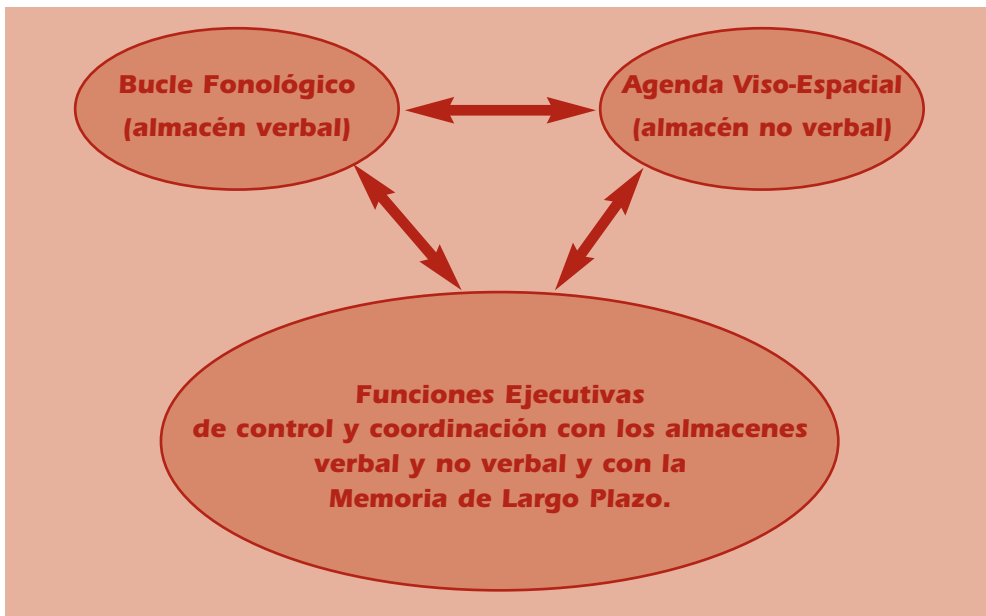 Bucle Fonológico
(almacén verbal)
Agenda Viso-Espacial
(almacén no verbal)
Funciones Ejecutivas
de control y coordinación con los almacenes
verbal y no verbal y con la
Memoria de Largo Plazo.